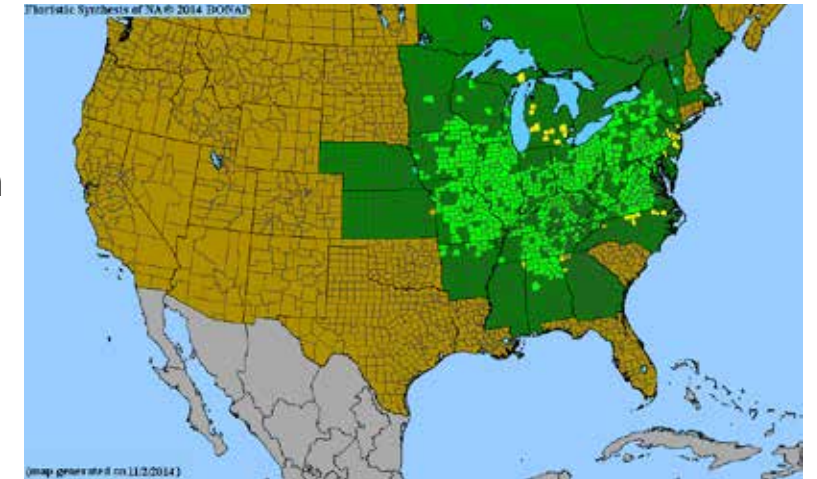 Floristic Synthesis of NA © 2014 BONAP
(map generated on 11/2/2014)